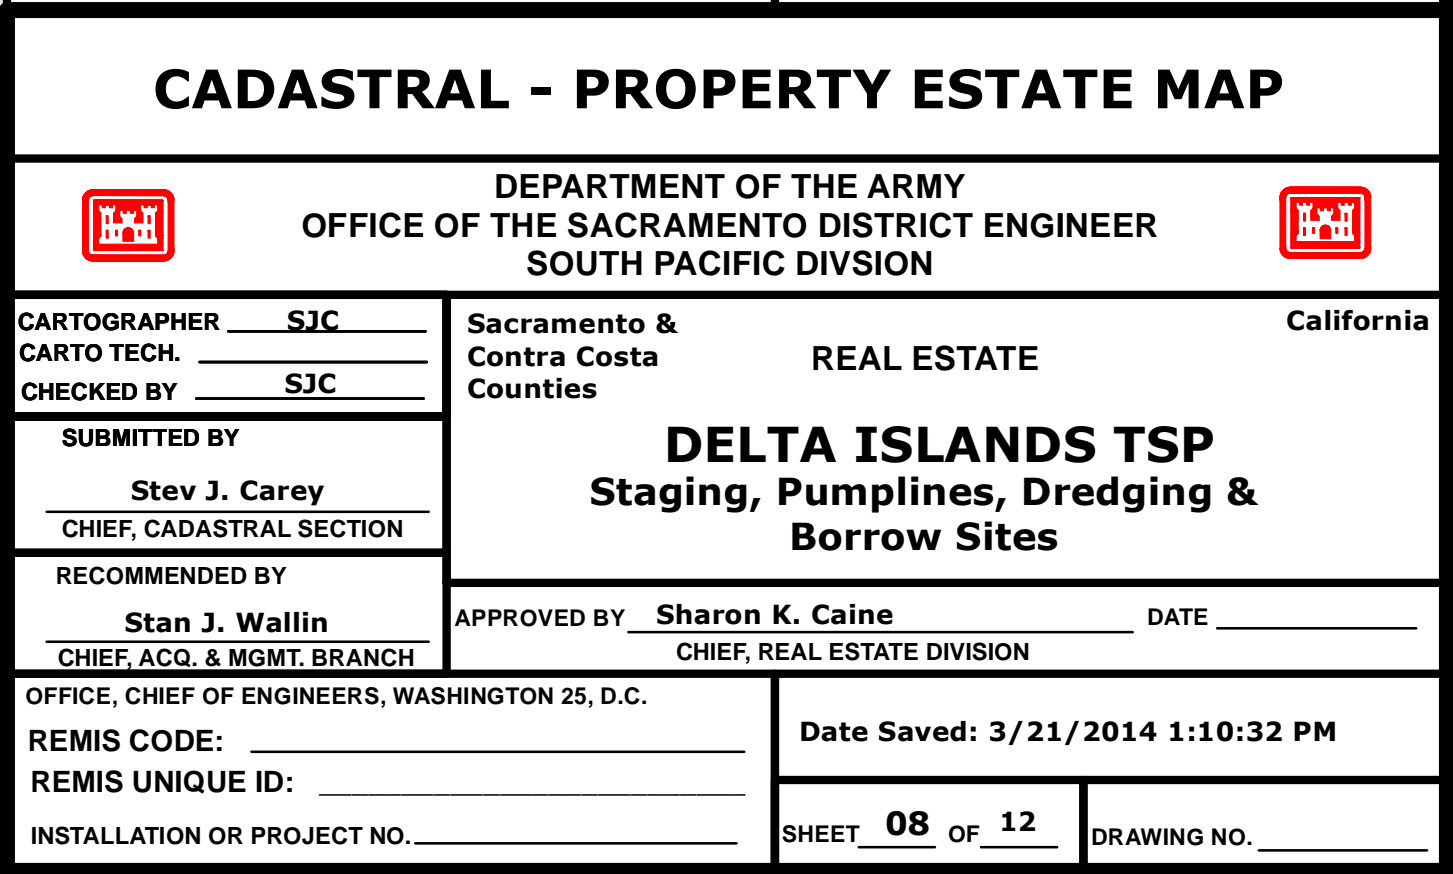 CADASTRAL - PROPERTY ESTATE MAP
DEPARTMENT OF THE ARMY
OFFICE OF THE SACRAMENTO DISTRICT ENGINEER
SOUTH PACIFIC DIVSION
CARTOGRAPHER SJC
CARTO TECH.
CHECKED BY SJC
SUBMITTED BY
Stev J. Carey
CHIEF, CADASTRAL SECTION
RECOMMENDED BY
Stan J. Wallin
CHIEF, ACQ. & MGMT. BRANCH
Sacramento &
Contra Costa
Counties
REAL ESTATE
California
DELTA ISLANDS TSP
Staging, Pumplines, Dredging &
Borrow Sites
APPROVED BY Sharon K. Caine DATE
CHIEF, REAL ESTATE DIVISION
OFFICE, CHIEF OF ENGINEERS, WASHINGTON 25, D.C.
REMIS CODE:
REMIS UNIQUE ID:
INSTALLATION OR PROJECT NO.
Date Saved: 3/21/2014 1:10:32 PM
SHEET 08 OF 12
DRAWING NO.